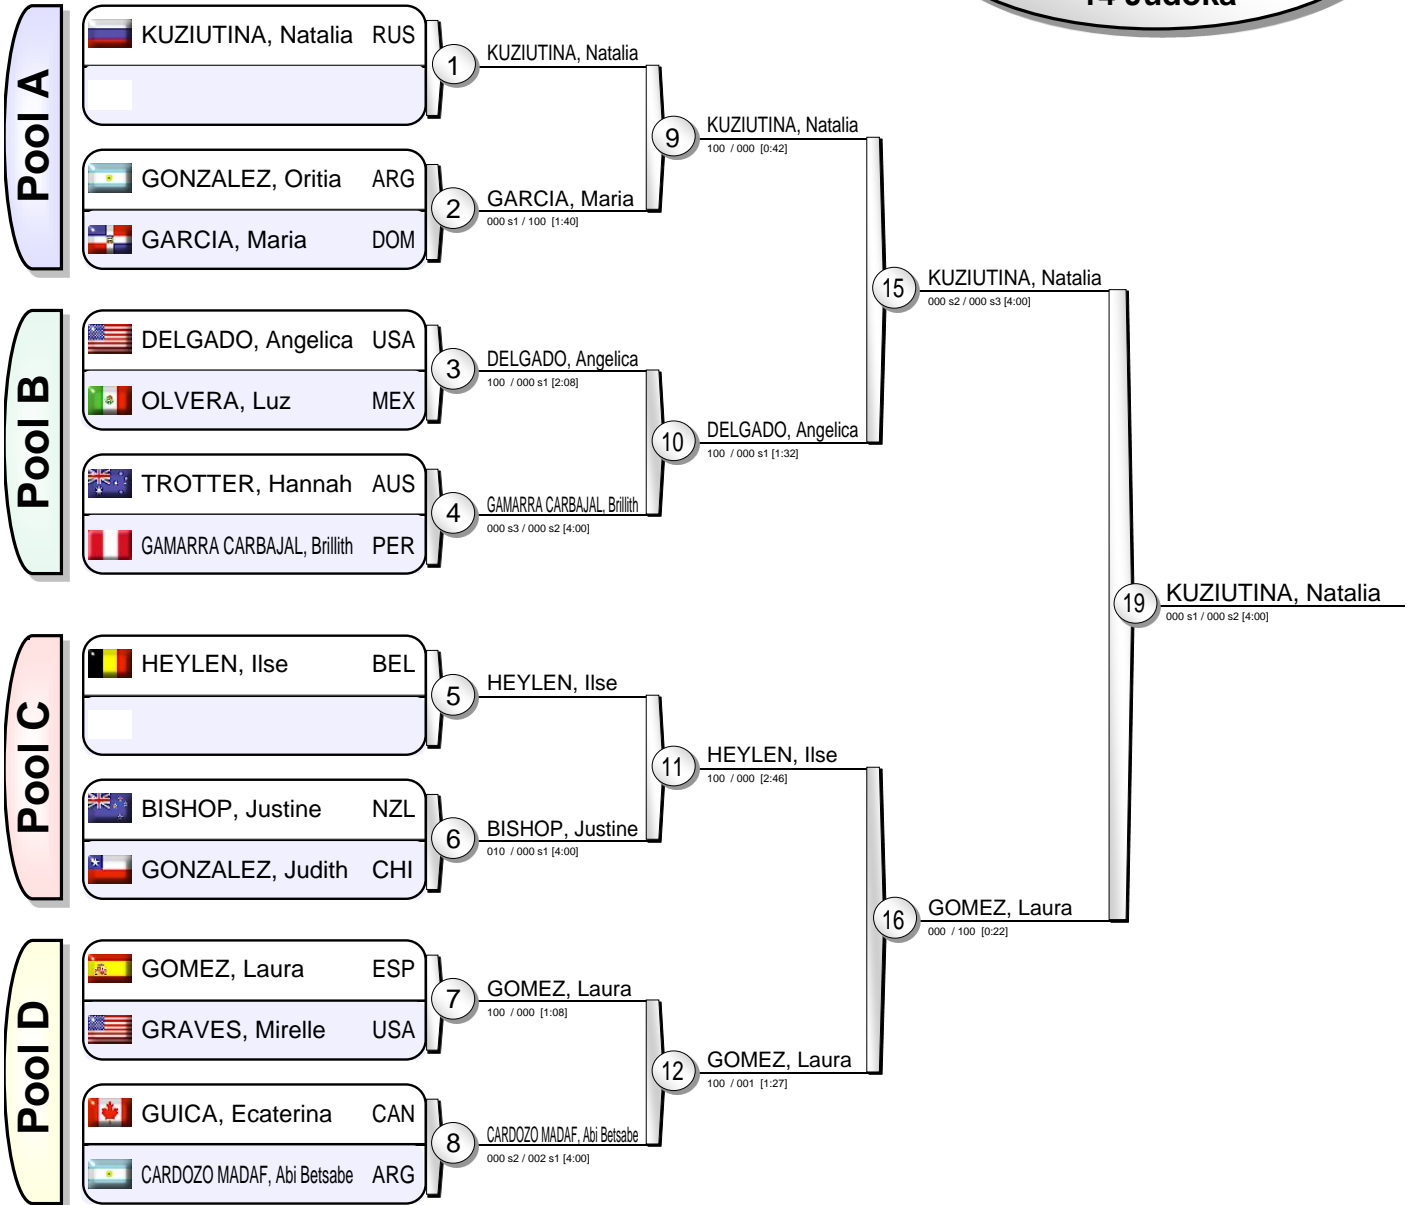 14 Judoka
Pool A
KUZIUTINA, Natalia RUS
GONZALEZ, Oritia ARG
GARCIA, Maria DOM
1
KUZIUTINA, Natalia
2
GARCIA, Maria
000 s1 / 100 [1:40]
9
KUZIUTINA, Natalia
100 / 000 [0:42]
Pool B
DELGADO, Angelica USA
OLVERA, Luz MEX
TROTTER, Hannah AUS
GAMARRA CARBAJAL, Brillith PER
3
DELGADO, Angelica
100 / 000 s1 [2:08]
4
GAMARRA CARBAJAL, Brillith
000 s3 / 000 s2 [4:00]
10
DELGADO, Angelica
100 / 000 s1 [1:32]
15
KUZIUTINA, Natalia
000 s2 / 000 s3 [4:00]
Pool C
HEYLEN, Ilse BEL
BISHOP, Justine NZL
GONZALEZ, Judith CHI
5
HEYLEN, Ilse
6
BISHOP, Justine
010 / 000 s1 [4:00]
11
HEYLEN, Ilse
100 / 000 [2:46]
Pool D
GOMEZ, Laura ESP
GRAVES, Mirelle USA
GUICA, Ecaterina CAN
CARDOZO MADAF, Abi Betsabe ARG
7
GOMEZ, Laura
100 / 000 [1:08]
8
CARDOZO MADAF, Abi Betsabe
000 s2 / 002 s1 [4:00]
12
GOMEZ, Laura
100 / 001 [1:27]
16
GOMEZ, Laura
000 / 100 [0:22]
19
KUZIUTINA, Natalia
000 s1 / 000 s2 [4:00]